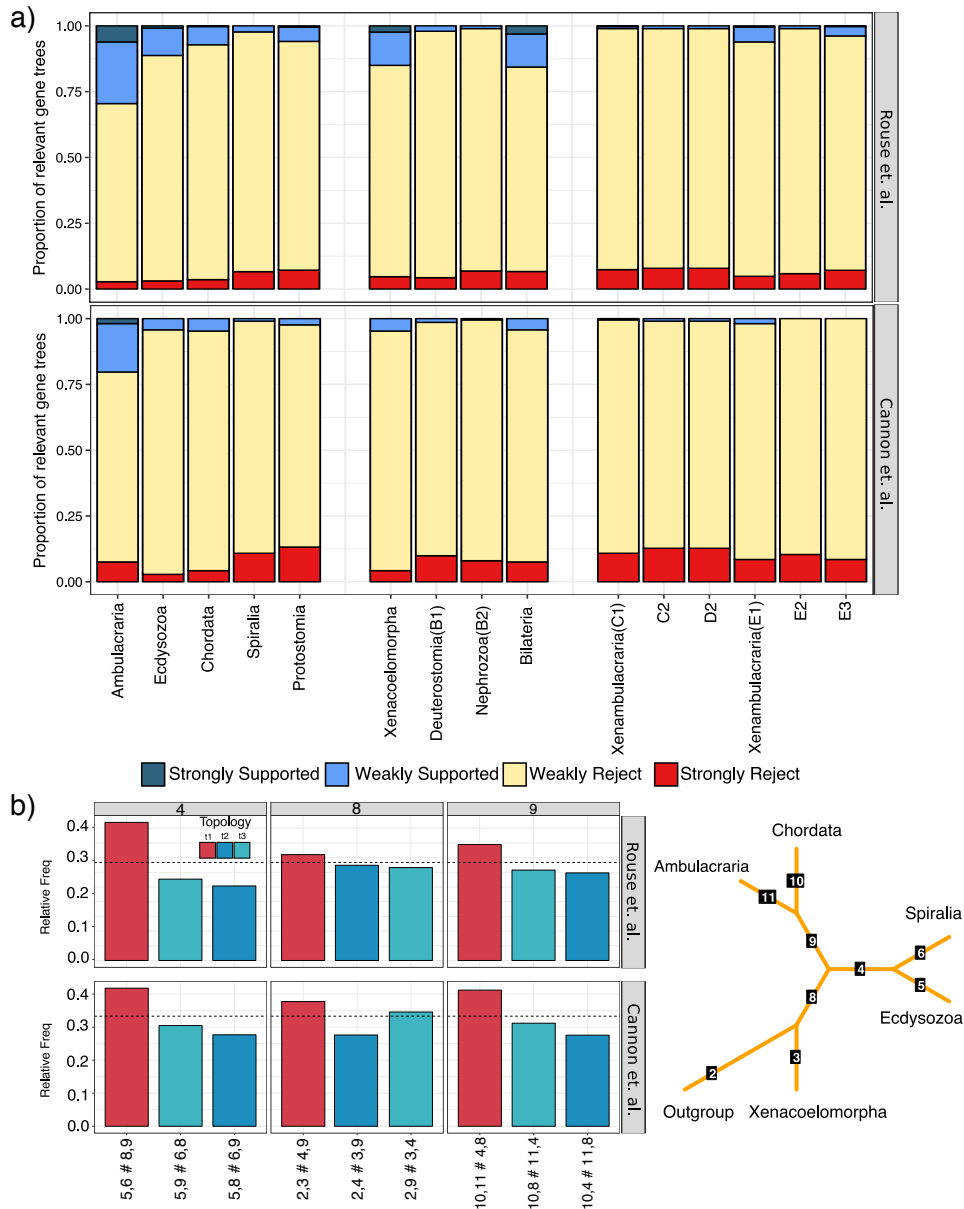 a)
Proportion of relevant gene trees
1.00
0.75
0.50
0.25
0.00
Rouse et. al.
Proportion of relevant gene trees
1.00
0.75
0.50
0.25
0.00
Cannon et. al.
Ambulacraria
Ecdysozoa
Chordata
Spiralia
Protostomia
Xenacoelomorpha
Deuterostomia(B1)
Nephrozoa(B2)
Bilateria
Xenambulacraria(C1)
C2
D2
Xenambulacraria(E1)
E2
E3
Strongly Supported Weakly Supported Weakly Reject Strongly Reject
b)
4 8 9
Topology
t1 t2 t3
Relative Freq
0.4
0.3
0.2
0.1
0.0
Rouse et. al.
Relative Freq
0.4
0.3
0.2
0.1
0.0
Cannon et. al.
5,6 # 8,9
5,9 # 6,8
5,8 # 6,9
2,3 # 4,9
2,4 # 3,9
2,9 # 3,4
10,11 # 4,8
10,8 # 11,4
10,4 # 11,8
Chordata
Ambulacraria
10
11
Spiralia
9
6
4
5
8
Ecdysozoa
3
2
Outgroup
Xenacoelomorpha